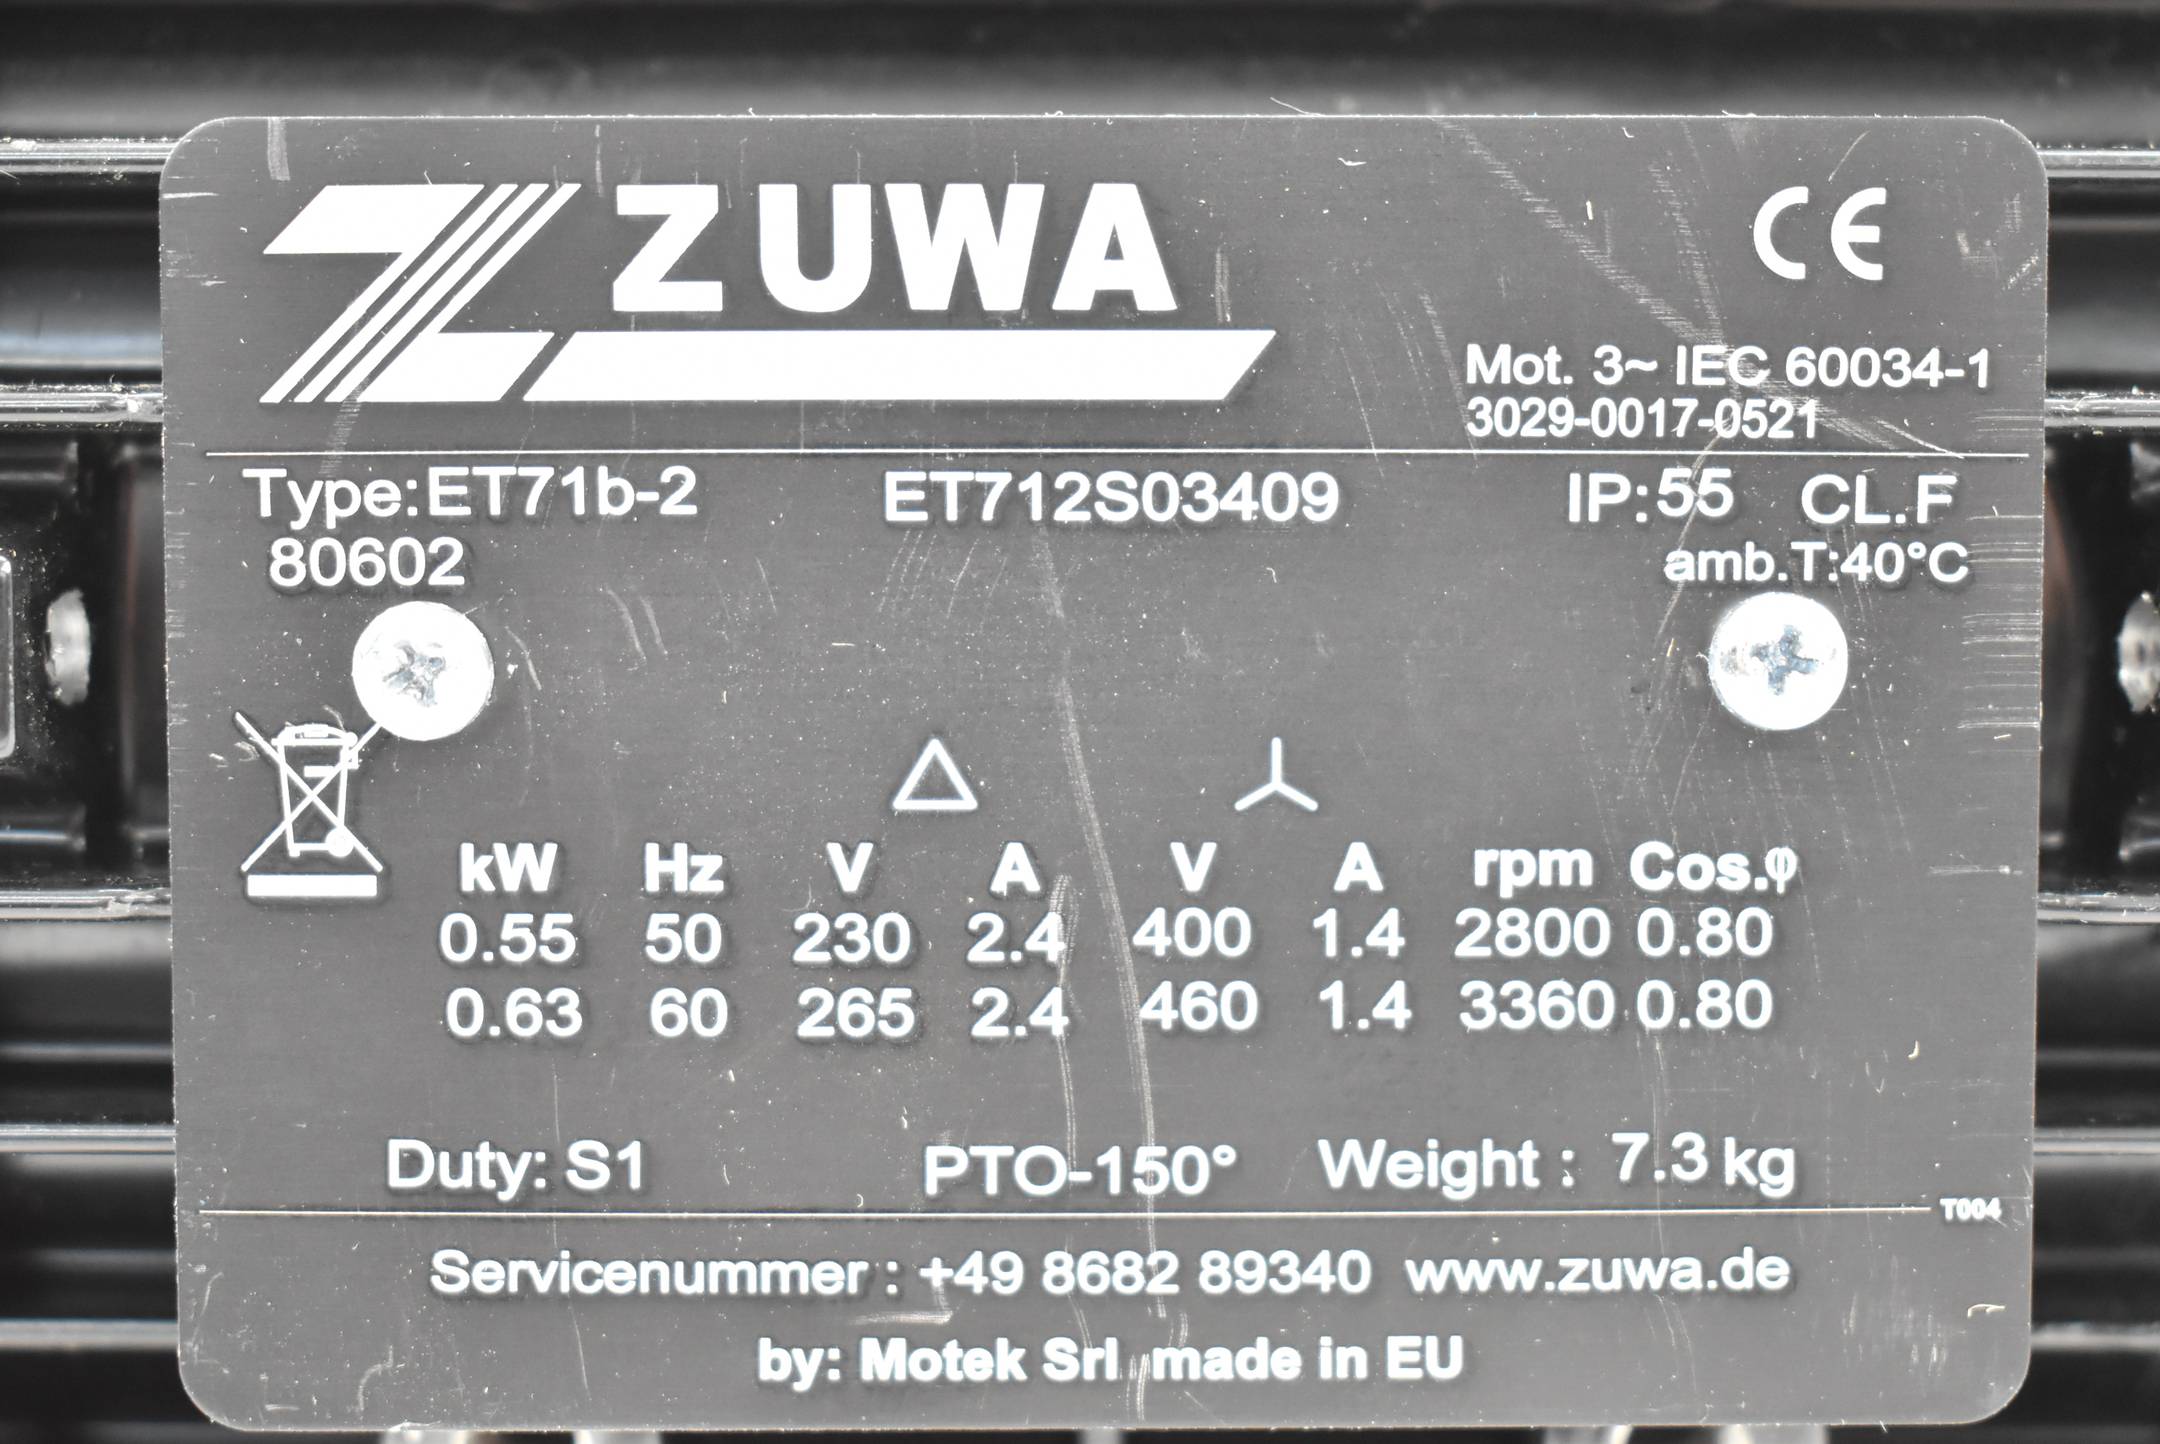 ZUWA
CE
Mot. 3~ IEC 60034-1
3029-0017-0521
Type:ET71b-2 ET712S03409 IP:55 CL.F
80602 amb.T:40°C
△ Y
kW Hz V A V A rpm Cos.φ
0.55 50 230 2.4 400 1.4 2800 0.80
0.63 60 265 2.4 460 1.4 3360 0.80
Duty: S1 PTO-150° Weight : 7.3 kg
T004
Servicenummer : +49 8682 89340 www.zuwa.de
by: Motek Srl made in EU